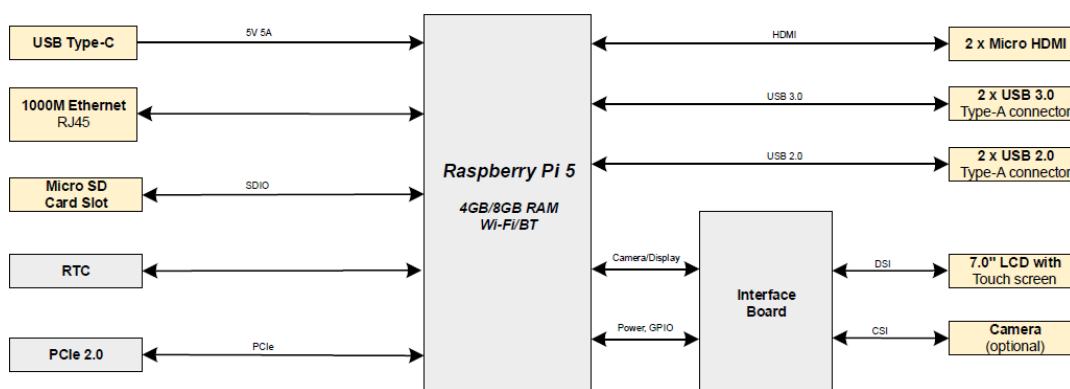 USB Type-C
5V 5A
HDMI
2 x Micro HDMI
1000M Ethernet
RJ45
USB 3.0
2 x USB 3.0
Type-A connector
USB 2.0
2 x USB 2.0
Type-A connector
Micro SD
Card Slot
SDIO
Raspberry Pi 5
4GB/8GB RAM
Wi-Fi/BT
RTC
Camera/Display
Interface
Board
DSI
7.0" LCD with
Touch screen
PCIe 2.0
PCIe
Power, GPIO
CSI
Camera
(optional)